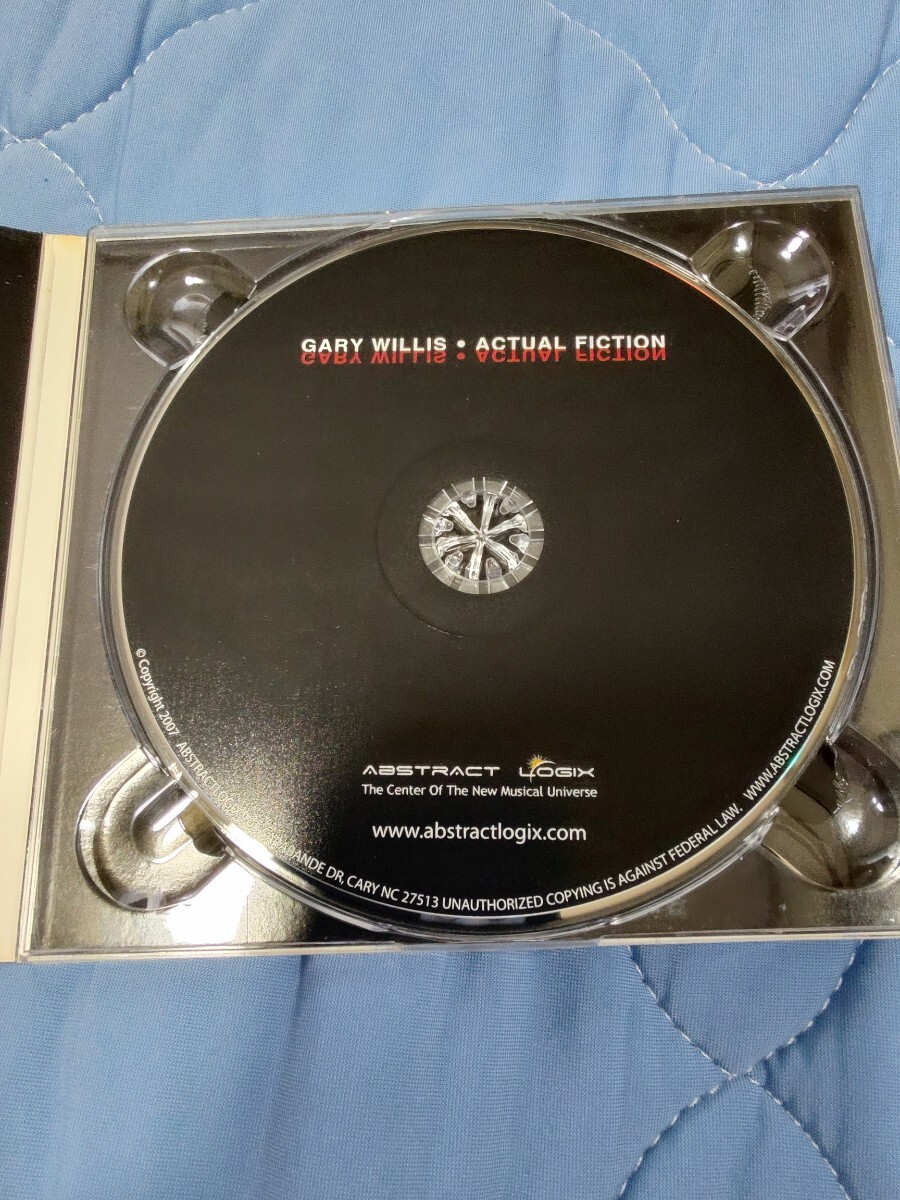 GARY WILLIS • ACTUAL FICTION
GARY WILLIS • ACTUAL FICTION
ABSTRACT LOGIX
The Center Of The New Musical Universe
www.abstractlogix.com
© Copyright 2007 ABSTRACTLOGIX DR, CARY NC 27513 UNAUTHORIZED COPYING IS AGAINST FEDERAL LAW. WWW.ABSTRACTLOGIX.COM